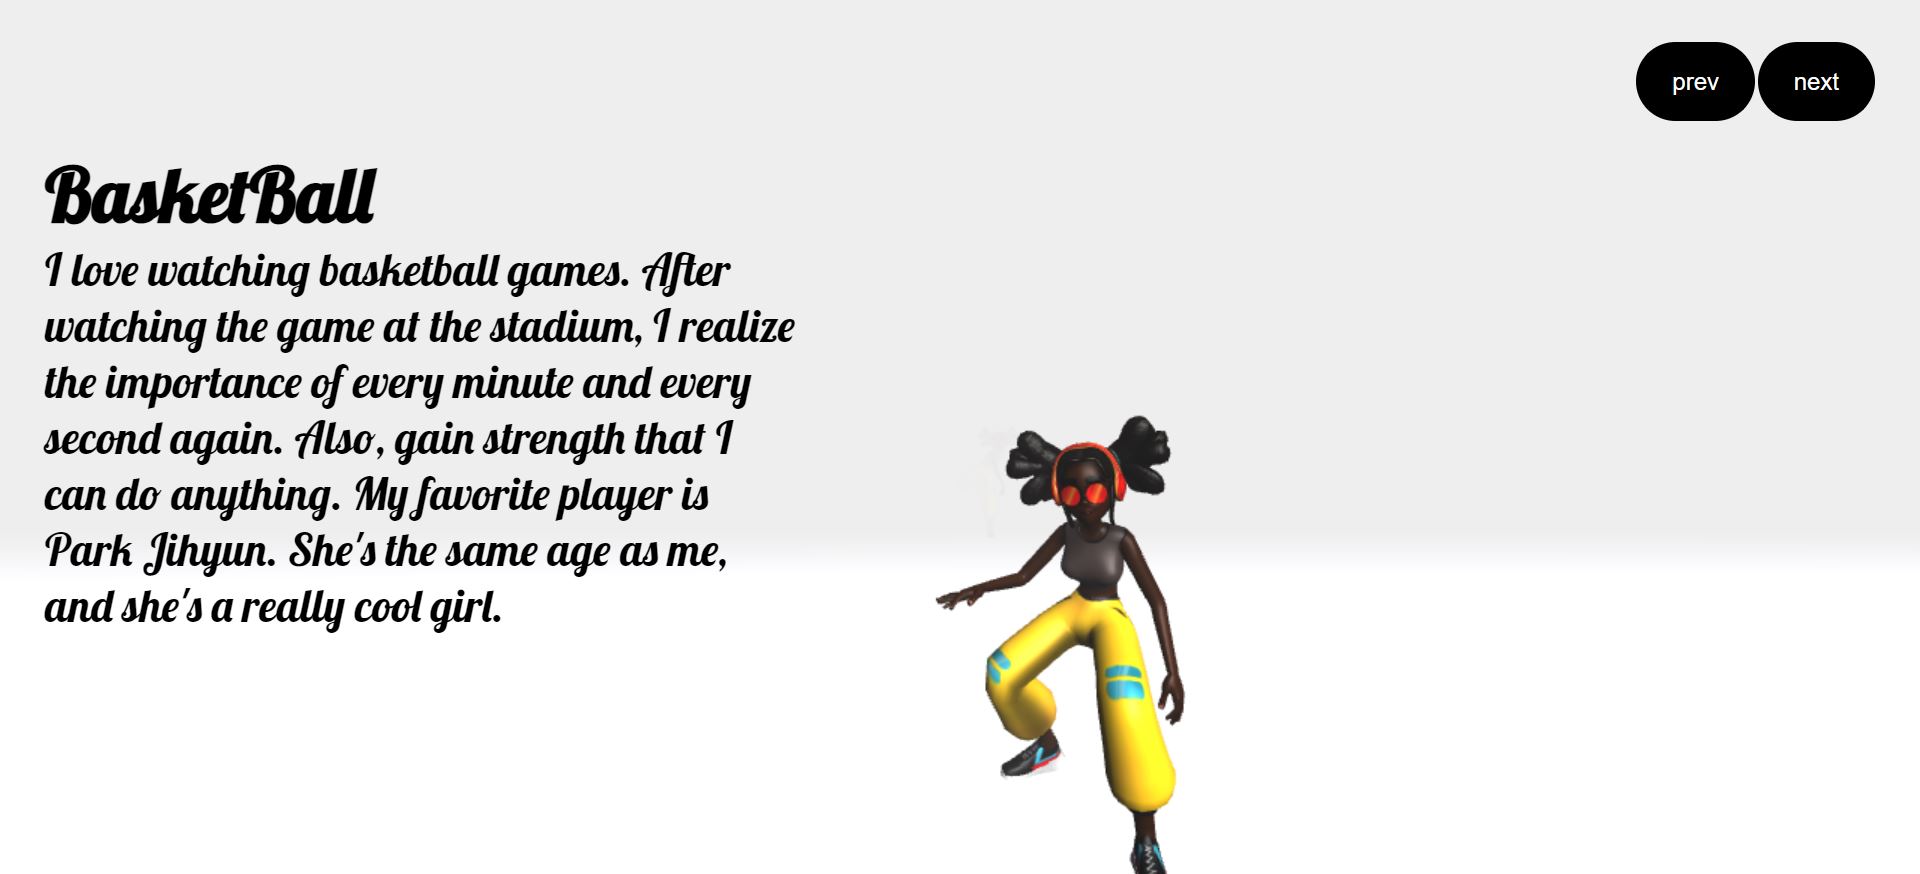 prev next
BasketBall
I love watching basketball games. After
watching the game at the stadium, I realize
the importance of every minute and every
second again. Also, gain strength that I
can do anything. My favorite player is
Park Jihyun. She's the same age as me,
and she's a really cool girl.